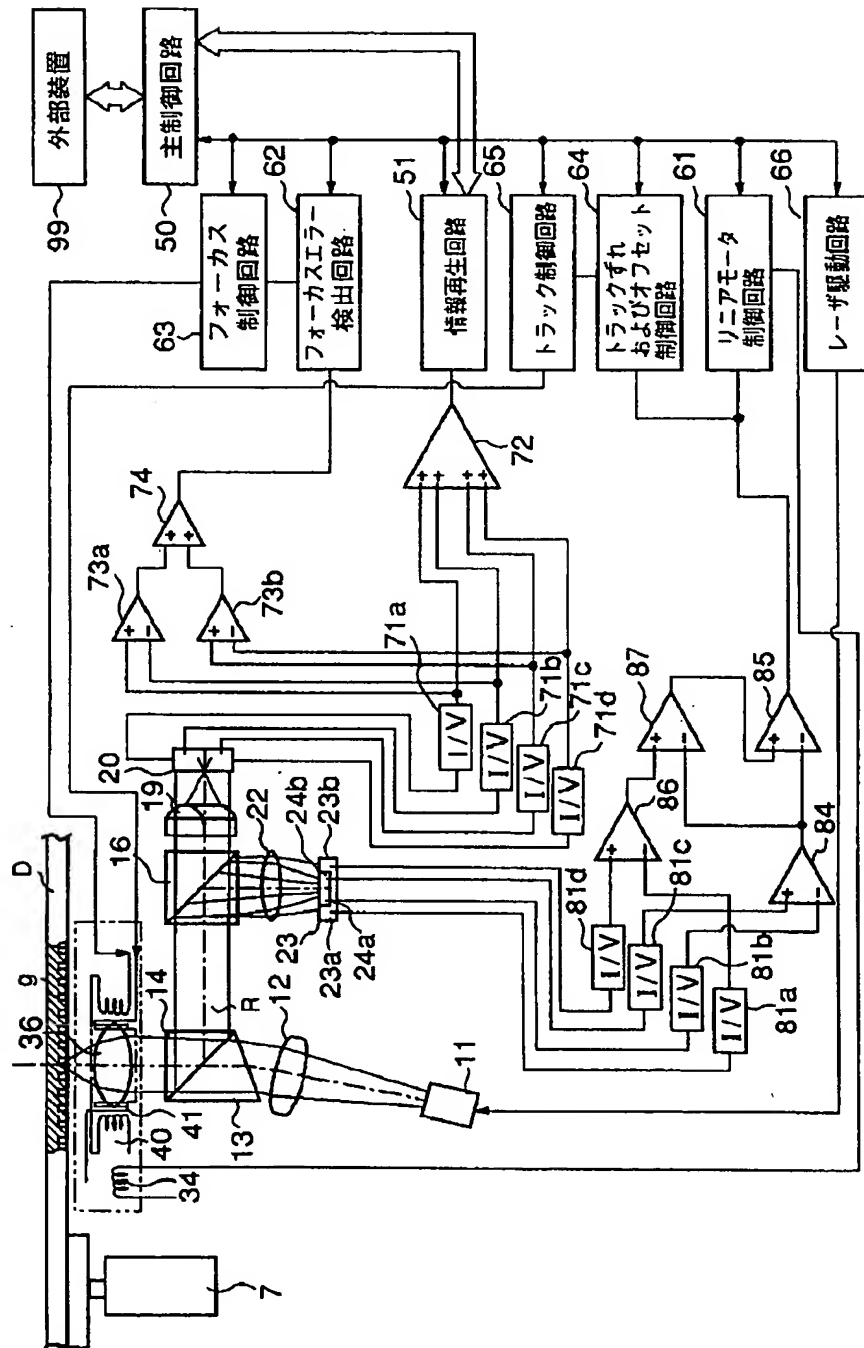 外部装置
99
主制御回路
50
フォーカス
制御回路
63
フォーカスエラー
検出回路
62
情報再生回路
51
トラック制御回路
65
トラックずれ
およびオフセット
制御回路
64
リニアモータ
制御回路
61
レーザ駆動回路
66
72
+
+
+
+
74
+
+
73a
+
-
73b
+
-
71a
I/V
I/V
71b
I/V
71c
I/V
71d
87
+
-
85
+
-
86
+
-
84
+
-
81d
I/V
81c
I/V
I/V
81b
I/V
81a
20
19
16
22
24b
23b
23
23a
24a
14
R
12
13
11
D
9
36
I
41
40
34
7